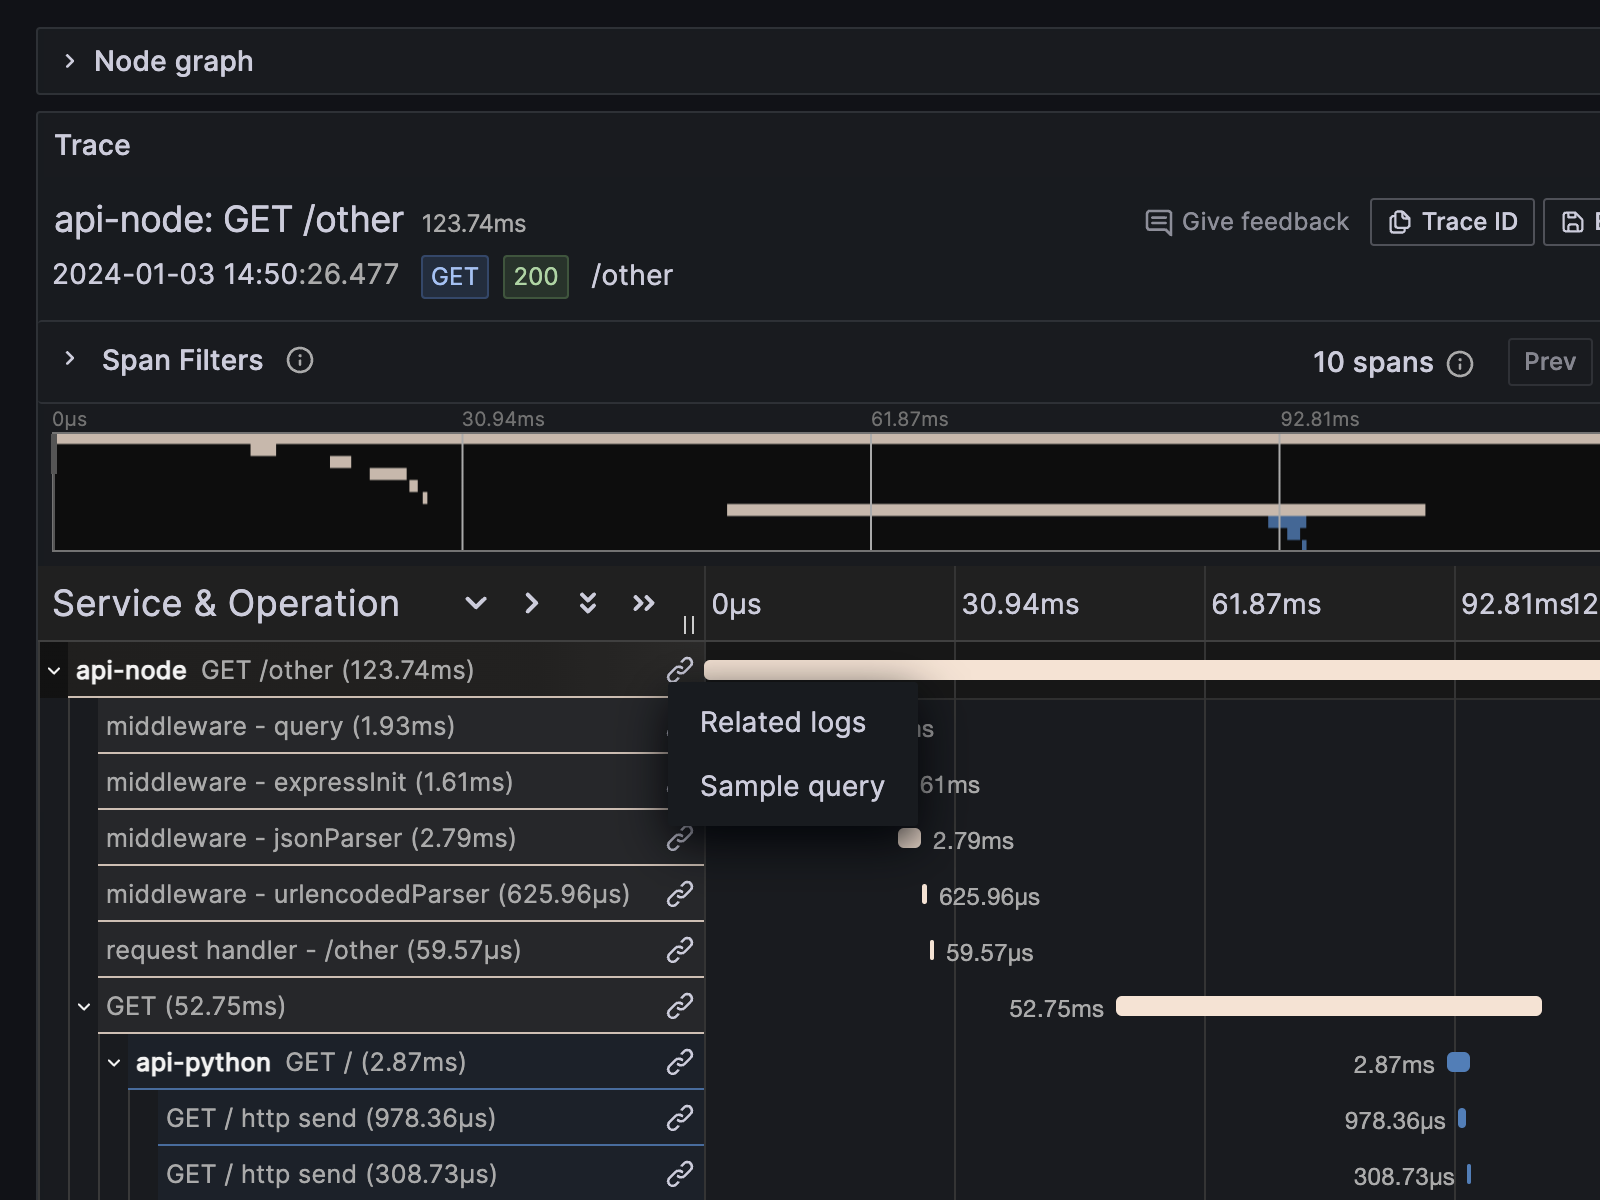 Node graph
Trace
api-node: GET /other 123.74ms
Give feedback
Trace ID
2024-01-03 14:50:26.477 GET 200 /other
Span Filters
10 spans
Prev
0μs 30.94ms 61.87ms 92.81ms
Service & Operation
0μs 30.94ms 61.87ms 92.81ms
api-node GET /other (123.74ms)
Related logs
Sample query
middleware - query (1.93ms)
middleware - expressInit (1.61ms) 61ms
middleware - jsonParser (2.79ms) 2.79ms
middleware - urlencodedParser (625.96μs) 625.96μs
request handler - /other (59.57μs) 59.57μs
GET (52.75ms) 52.75ms
api-python GET / (2.87ms) 2.87ms
GET / http send (978.36μs) 978.36μs
GET / http send (308.73μs) 308.73μs